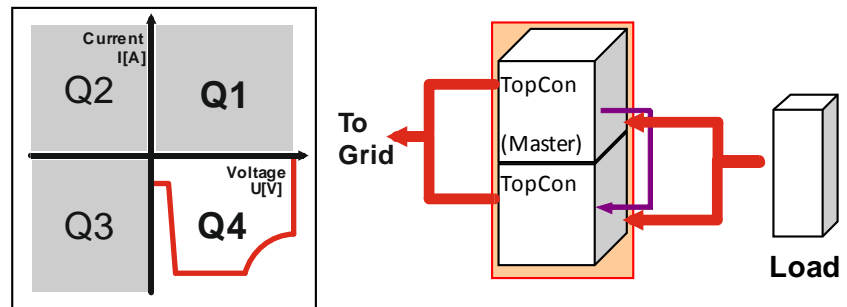 Current
I[A]
Q2
Q1
Voltage
U[V]
Q3
Q4
To
Grid
TopCon
(Master)
TopCon
Load